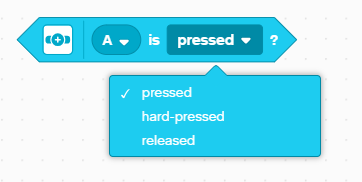 A is pressed ?
✓ pressed
hard-pressed
released